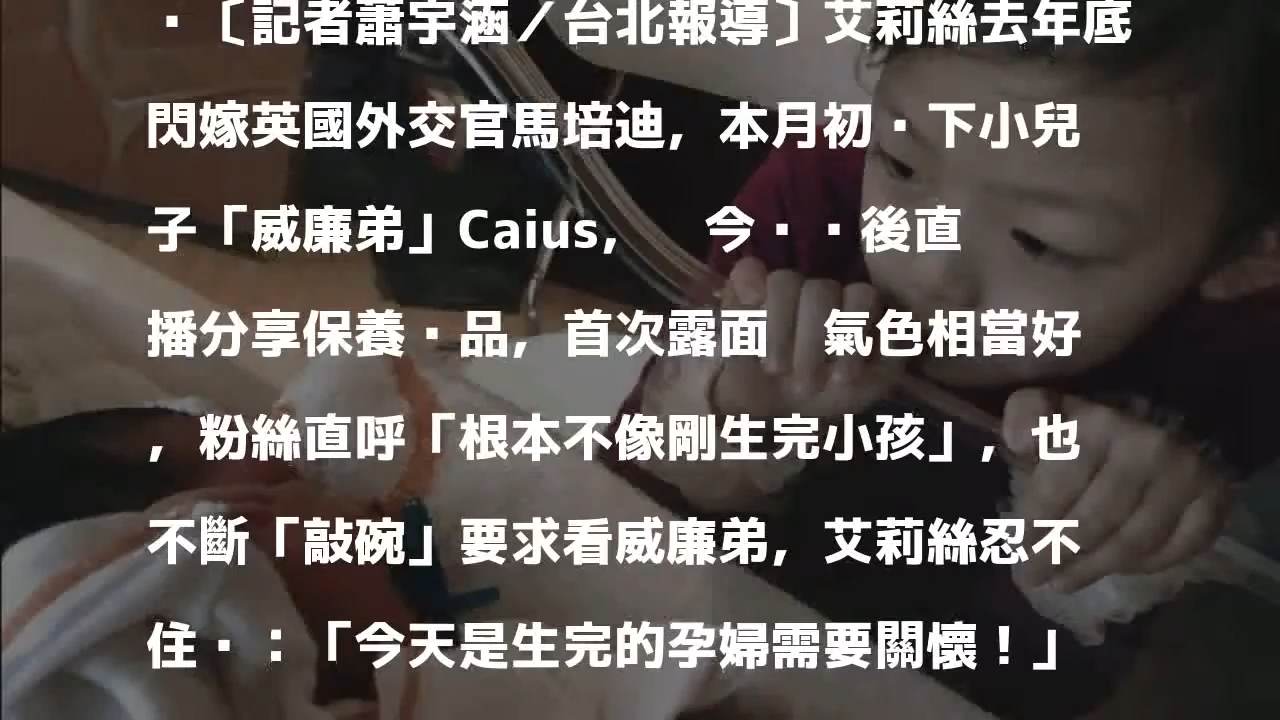 ·〔記者蕭宇涵／台北報導〕艾莉絲去年底
閃嫁英國外交官馬培迪，本月初·下小兒
子「威廉弟」Caius，　今··後直
播分享保養·品，首次露面　氣色相當好
，粉絲直呼「根本不像剛生完小孩」，也
不斷「敲碗」要求看威廉弟，艾莉絲忍不
住·：「今天是生完的孕婦需要關懷！」